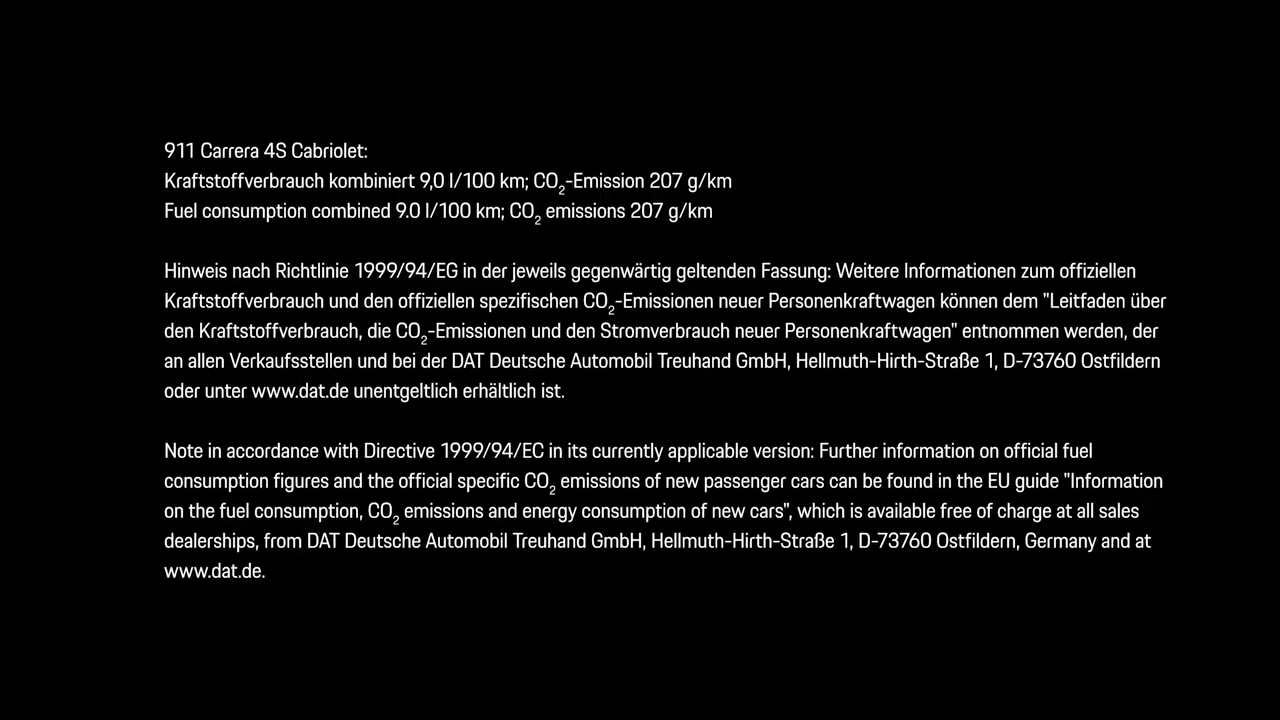 911 Carrera 4S Cabriolet:
Kraftstoffverbrauch kombiniert 9,0 l/100 km; CO₂-Emission 207 g/km
Fuel consumption combined 9.0 l/100 km; CO₂ emissions 207 g/km
Hinweis nach Richtlinie 1999/94/EG in der jeweils gegenwärtig geltenden Fassung: Weitere Informationen zum offiziellen
Kraftstoffverbrauch und den offiziellen spezifischen CO₂-Emissionen neuer Personenkraftwagen können dem "Leitfaden über
den Kraftstoffverbrauch, die CO₂-Emissionen und den Stromverbrauch neuer Personenkraftwagen" entnommen werden, der
an allen Verkaufsstellen und bei der DAT Deutsche Automobil Treuhand GmbH, Hellmuth-Hirth-Straße 1, D-73760 Ostfildern
oder unter www.dat.de unentgeltlich erhältlich ist.
Note in accordance with Directive 1999/94/EC in its currently applicable version: Further information on official fuel
consumption figures and the official specific CO₂ emissions of new passenger cars can be found in the EU guide "Information
on the fuel consumption, CO₂ emissions and energy consumption of new cars", which is available free of charge at all sales
dealerships, from DAT Deutsche Automobil Treuhand GmbH, Hellmuth-Hirth-Straße 1, D-73760 Ostfildern, Germany and at
www.dat.de.